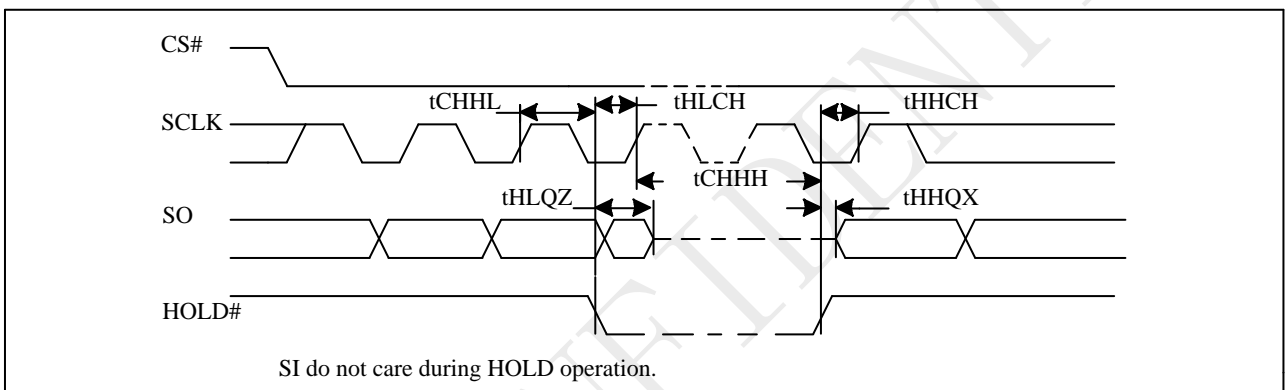 CS#
tCHHL
tHLCH
tHHCH
SCLK
tCHHH
tHLQZ
tHHQX
SO
HOLD#
SI do not care during HOLD operation.